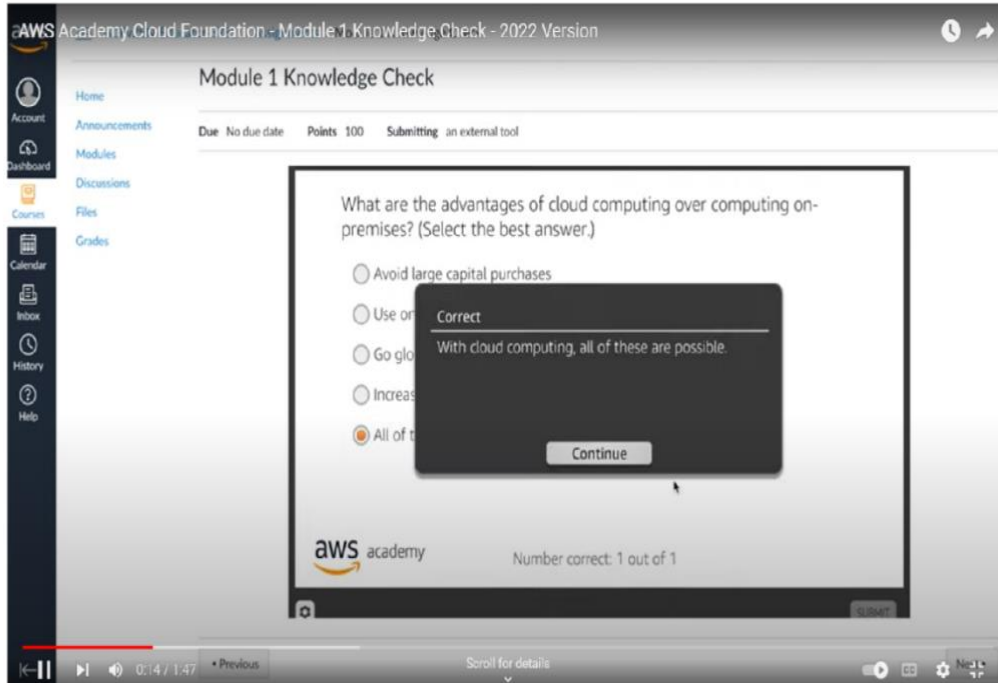 AWS Academy Cloud Foundation - Module 1 Knowledge Check - 2022 Version
Account
Dashboard
Courses
Calendar
Inbox
History
Help
Home
Announcements
Modules
Discussions
Files
Grades
Module 1 Knowledge Check
Due No due date Points 100 Submitting an external tool
What are the advantages of cloud computing over computing on-
premises? (Select the best answer.)
Avoid large capital purchases
Use on
Go glo
Increas
All of t
Correct
With cloud computing, all of these are possible.
Continue
aws academy
Number correct: 1 out of 1
SUBMIT
0:14 / 1:47
Previous
Scroll for details
CC